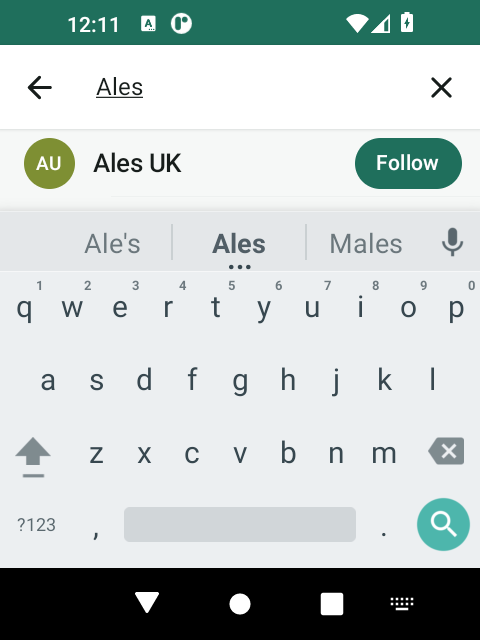 12:11
Ales
AU Ales UK Follow
Ale's Ales Males
1 2 3 4 5 6 7 8 9 0
q w e r t y u i o p
a s d f g h j k l
z x c v b n m
?123 , .